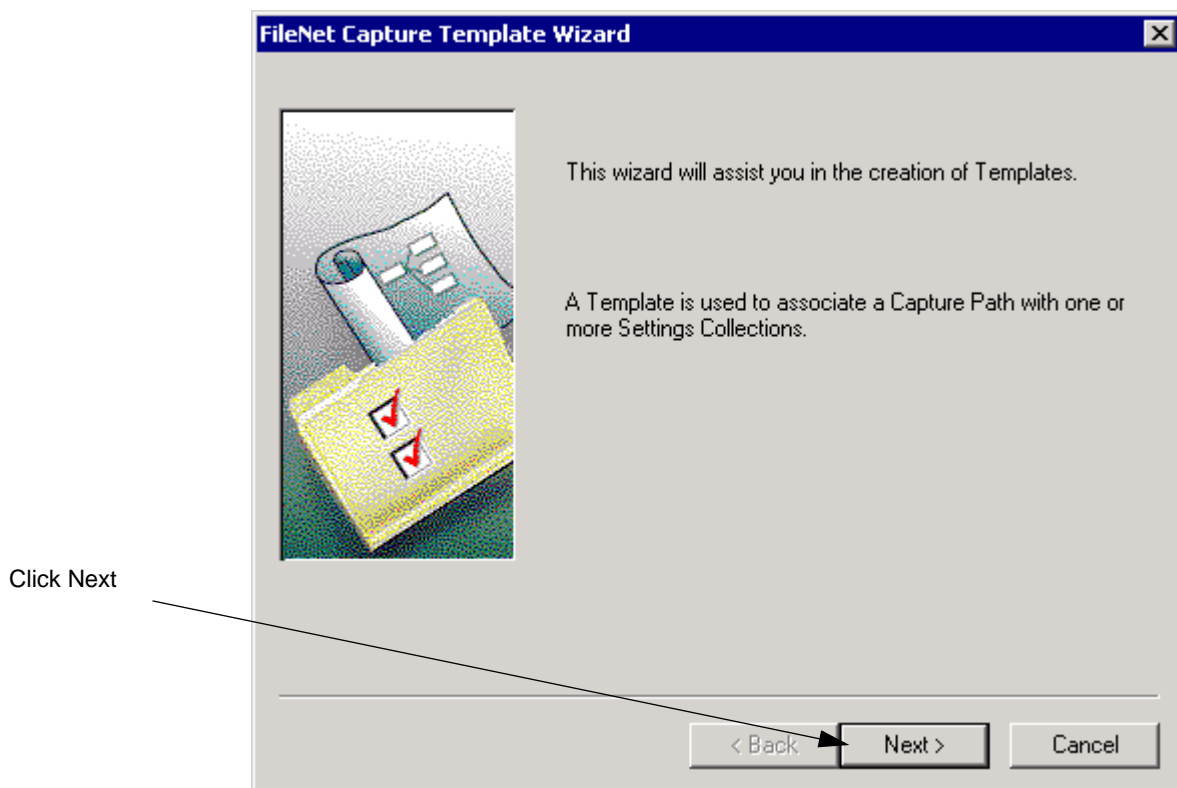 FileNet Capture Template Wizard
This wizard will assist you in the creation of Templates.
A Template is used to associate a Capture Path with one or
more Settings Collections.
Click Next
< Back
Next >
Cancel